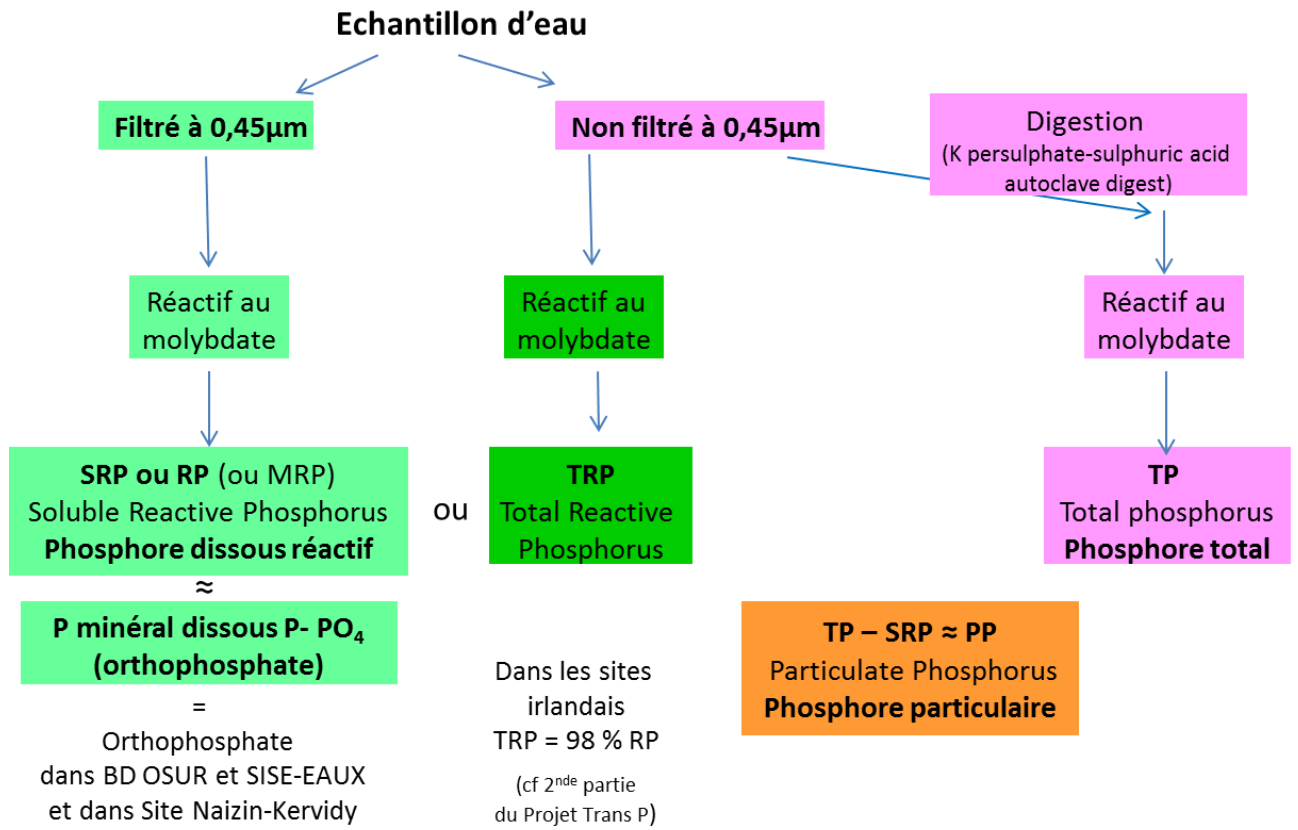 Echantillon d’eau
Filtré à 0,45µm
Non filtré à 0,45µm
Digestion
(K persulphate-sulphuric acid
autoclave digest)
Réactif au
molybdate
Réactif au
molybdate
Réactif au
molybdate
SRP ou RP (ou MRP)
Soluble Reactive Phosphorus
Phosphore dissous réactif
ou
TRP
Total Reactive
Phosphorus
TP
Total phosphorus
Phosphore total
≈
P minéral dissous P- PO₄
(orthophosphate)
=
Orthophosphate
dans BD OSUR et SISE-EAUX
et dans Site Naizin-Kervidy
Dans les sites
irlandais
TRP = 98 % RP
(cf 2nde partie
du Projet Trans P)
TP – SRP ≈ PP
Particulate Phosphorus
Phosphore particulaire